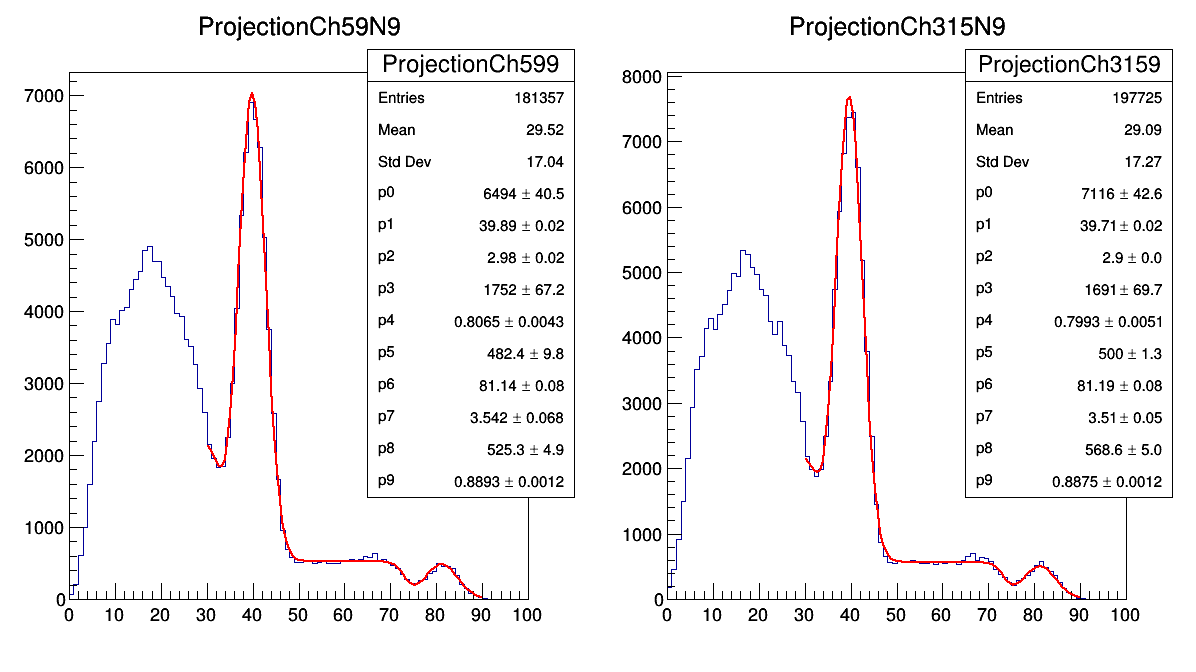 ProjectionCh59N9
ProjectionCh599
Entries 181357
Mean 29.52
Std Dev 17.04
p0 6494 ± 40.5
p1 39.89 ± 0.02
p2 2.98 ± 0.02
p3 1752 ± 67.2
p4 0.8065 ± 0.0043
p5 482.4 ± 9.8
p6 81.14 ± 0.08
p7 3.542 ± 0.068
p8 525.3 ± 4.9
p9 0.8893 ± 0.0012
7000
6000
5000
4000
3000
2000
1000
0
0 10 20 30 40 50 60 70 80 90 100
ProjectionCh315N9
ProjectionCh3159
Entries 197725
Mean 29.09
Std Dev 17.27
p0 7116 ± 42.6
p1 39.71 ± 0.02
p2 2.9 ± 0.0
p3 1691 ± 69.7
p4 0.7993 ± 0.0051
p5 500 ± 1.3
p6 81.19 ± 0.08
p7 3.51 ± 0.05
p8 568.6 ± 5.0
p9 0.8875 ± 0.0012
8000
7000
6000
5000
4000
3000
2000
1000
0
0 10 20 30 40 50 60 70 80 90 100